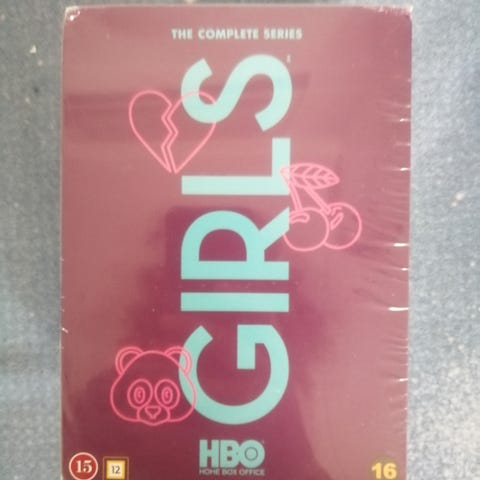 THE COMPLETE SERIES
GIRLS
HBO
HOME BOX OFFICE
15
12
16